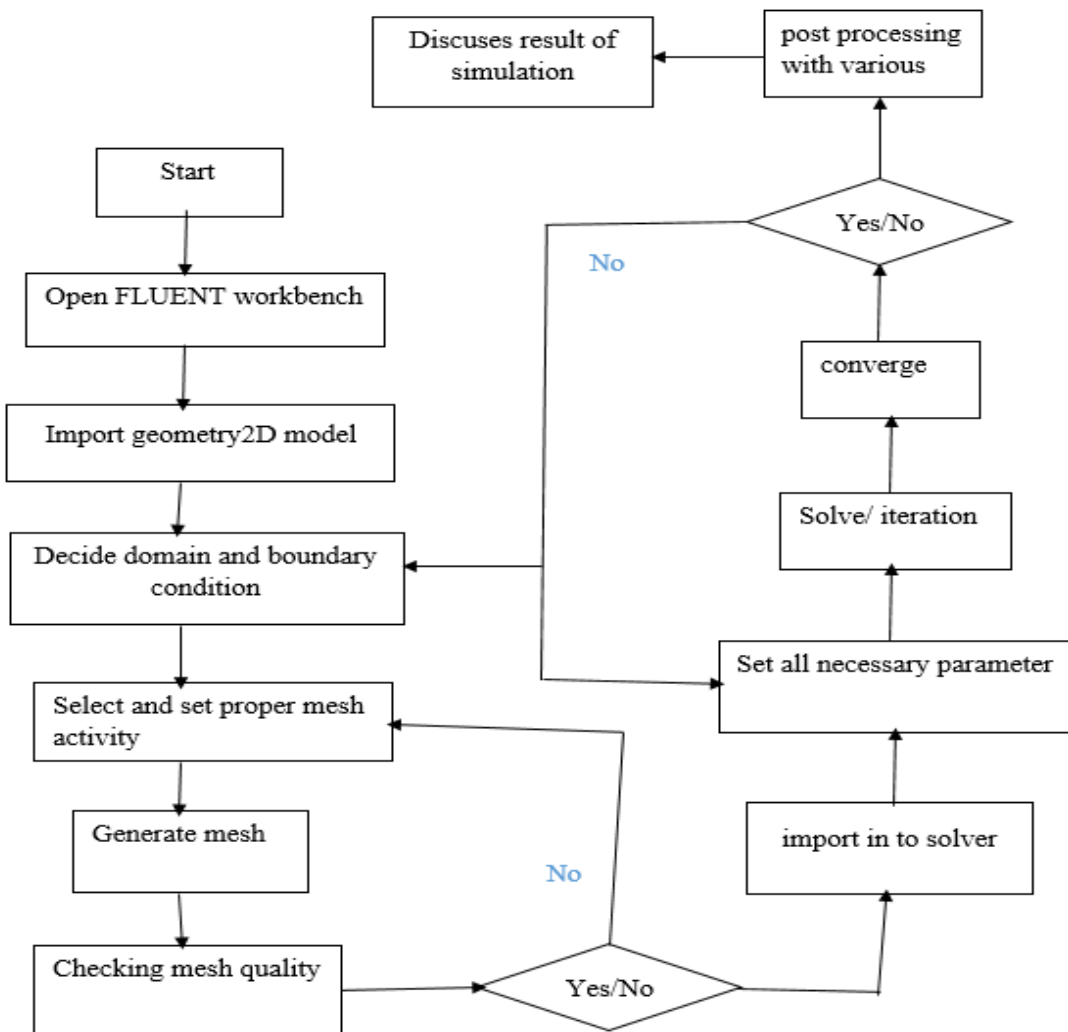 Discuses result of
simulation
post processing
with various
Start
Yes/No
No
Open FLUENT workbench
converge
Import geometry2D model
Solve/ iteration
Decide domain and boundary
condition
Set all necessary parameter
Select and set proper mesh
activity
Generate mesh
import in to solver
No
Checking mesh quality
Yes/No